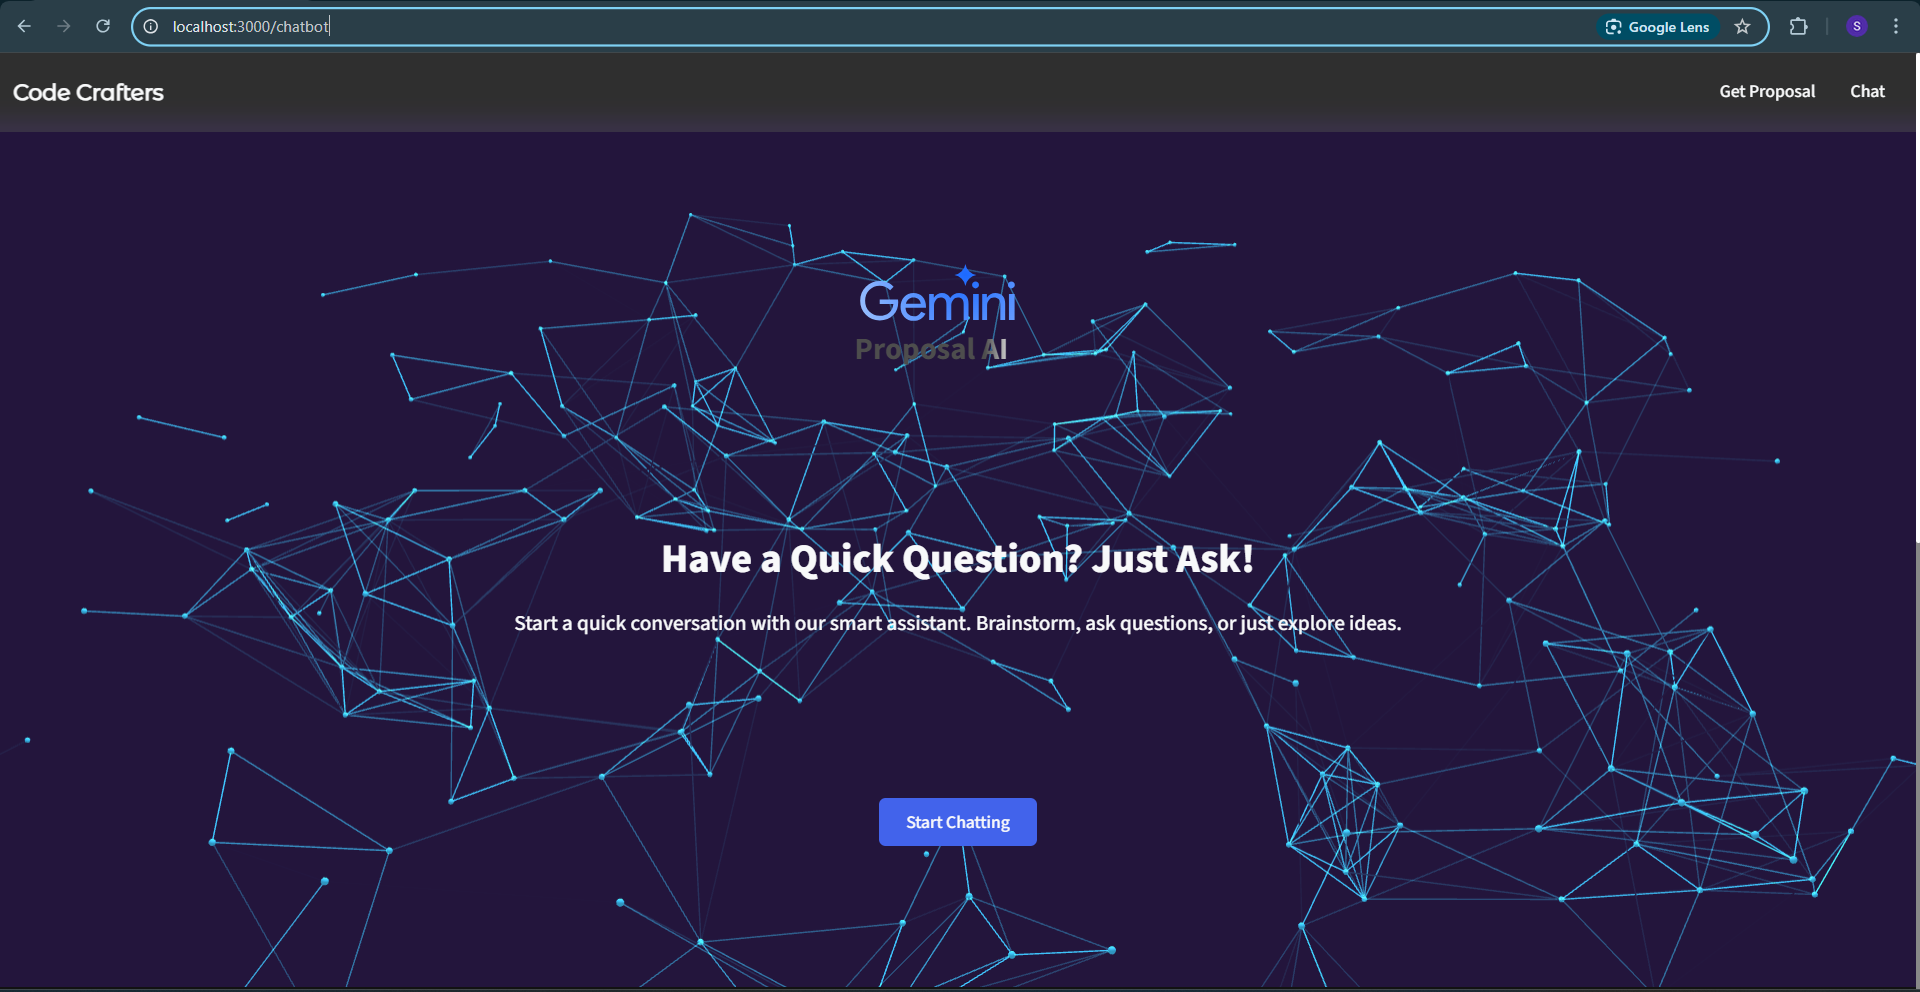 localhost:3000/chatbot
Google Lens
S
Code Crafters
Get Proposal
Chat
Gemini
Proposal AI
Have a Quick Question? Just Ask!
Start a quick conversation with our smart assistant. Brainstorm, ask questions, or just explore ideas.
Start Chatting